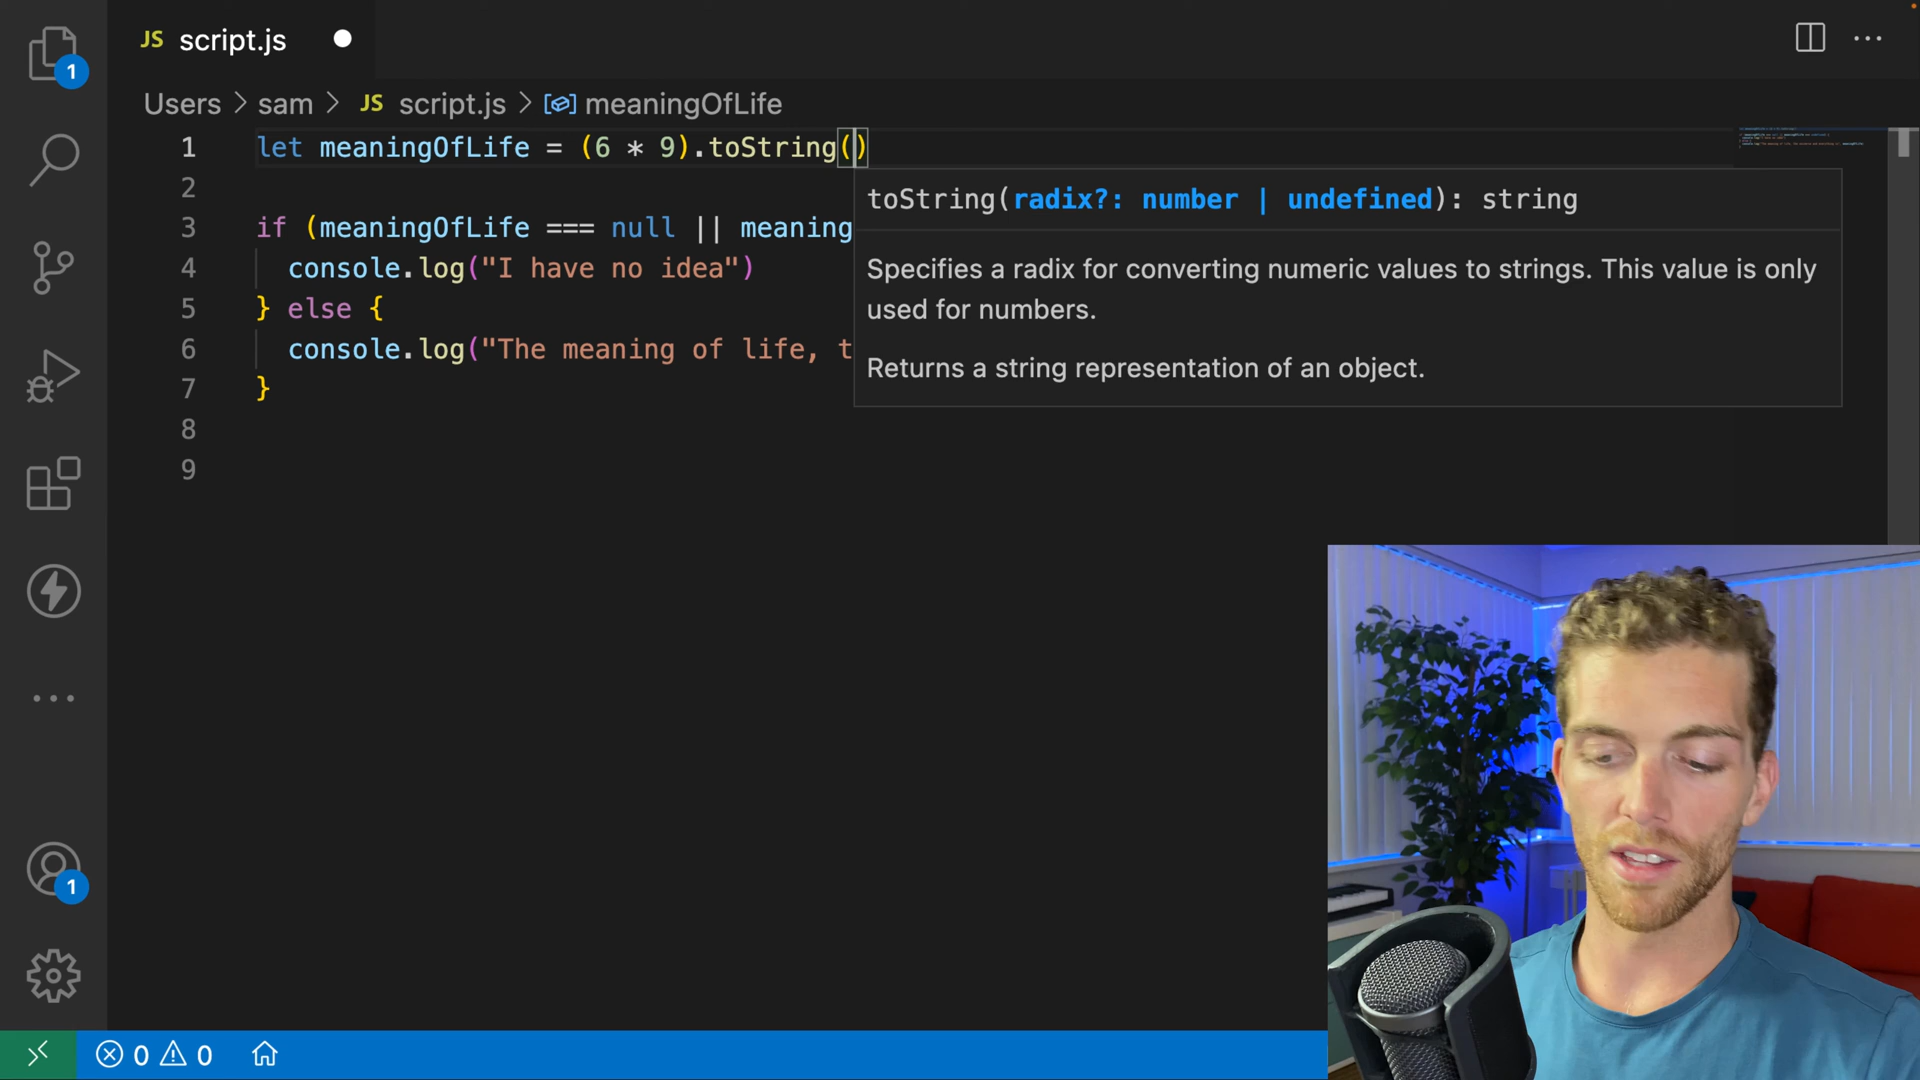 JS script.js
1
Users > sam > JS script.js > meaningOfLife
1 let meaningOfLife = (6 * 9).toString()
2
toString(radix?: number | undefined): string
3 if (meaningOfLife === null || meaning
4 console.log("I have no idea")
Specifies a radix for converting numeric values to strings. This value is only
used for numbers.
5 } else {
6 console.log("The meaning of life, t
Returns a string representation of an object.
7 }
8
9
1
0 0